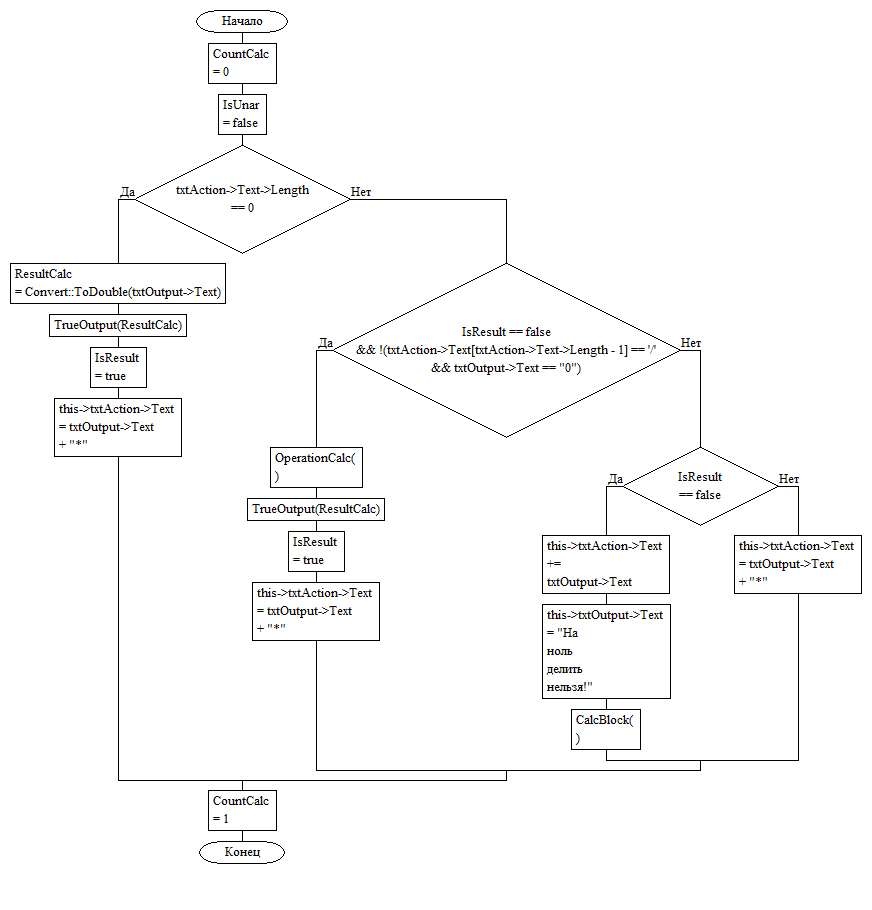 Начало
CountCalc
= 0
IsUnar
= false
txtAction->Text->Length
== 0
Да
Нет
ResultCalc
= Convert::ToDouble(txtOutput->Text)
TrueOutput(ResultCalc)
IsResult
= true
this->txtAction->Text
= txtOutput->Text
+ "*"
IsResult == false
&& !(txtAction->Text[txtAction->Text->Length - 1] == '/'
&& txtOutput->Text == "0")
Да
Нет
OperationCalc(
)
TrueOutput(ResultCalc)
IsResult
= true
this->txtAction->Text
= txtOutput->Text
+ "*"
IsResult
== false
Да
Нет
this->txtAction->Text
+=
txtOutput->Text
this->txtOutput->Text
= "На
ноль
делить
нельзя!"
CalcBlock(
)
this->txtAction->Text
= txtOutput->Text
+ "*"
CountCalc
= 1
Конец